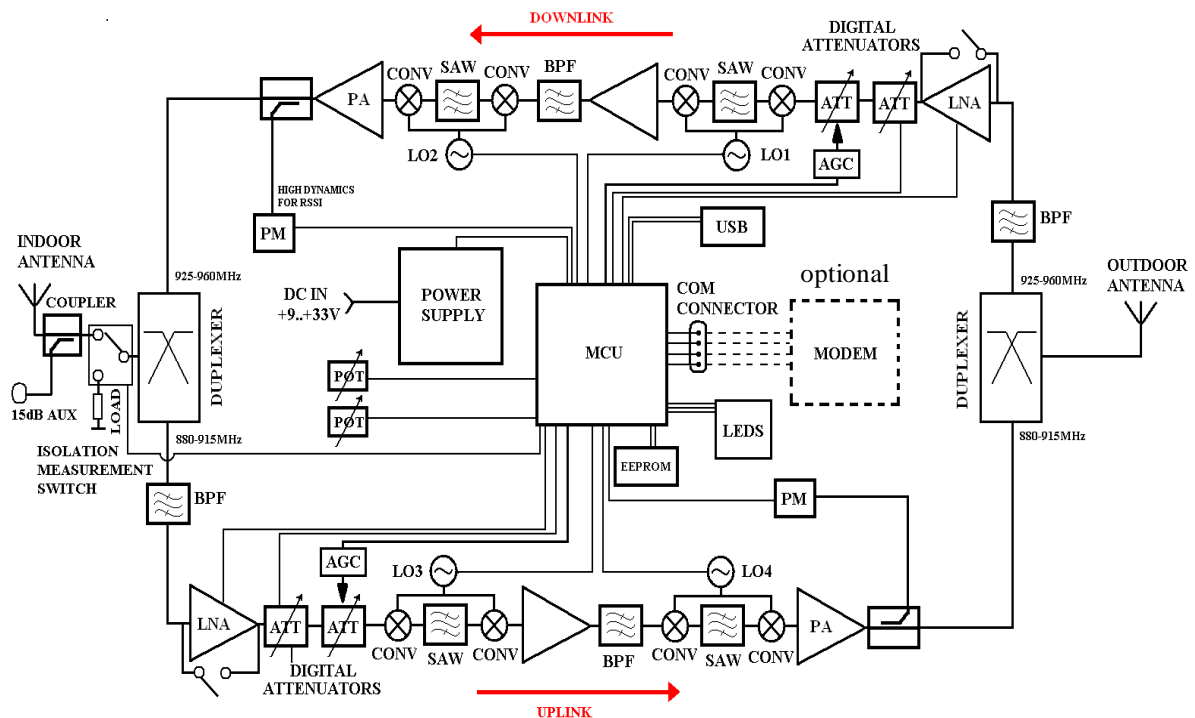 DOWNLINK
DIGITAL
ATTENUATORS
CONV
SAW
CONV
BPF
CONV
SAW
CONV
PA
ATT
ATT
LNA
LO2
LO1
AGC
HIGH DYNAMICS
FOR RSSI
PM
USB
BPF
INDOOR
ANTENNA
925-960MHz
COUPLER
DC IN
+9..+33V
POWER
SUPPLY
COM
CONNECTOR
optional
925-960MHz
OUTDOOR
ANTENNA
DUPLEXER
MCU
MODEM
DUPLEXER
POT
POT
15dB AUX
LOAD
880-915MHz
ISOLATION
MEASUREMENT
SWITCH
LEDS
EEPROM
880-915MHz
BPF
PM
AGC
LO3
LO4
LNA
ATT
ATT
PA
CONV
SAW
CONV
BPF
CONV
SAW
CONV
DIGITAL
ATTENUATORS
UPLINK